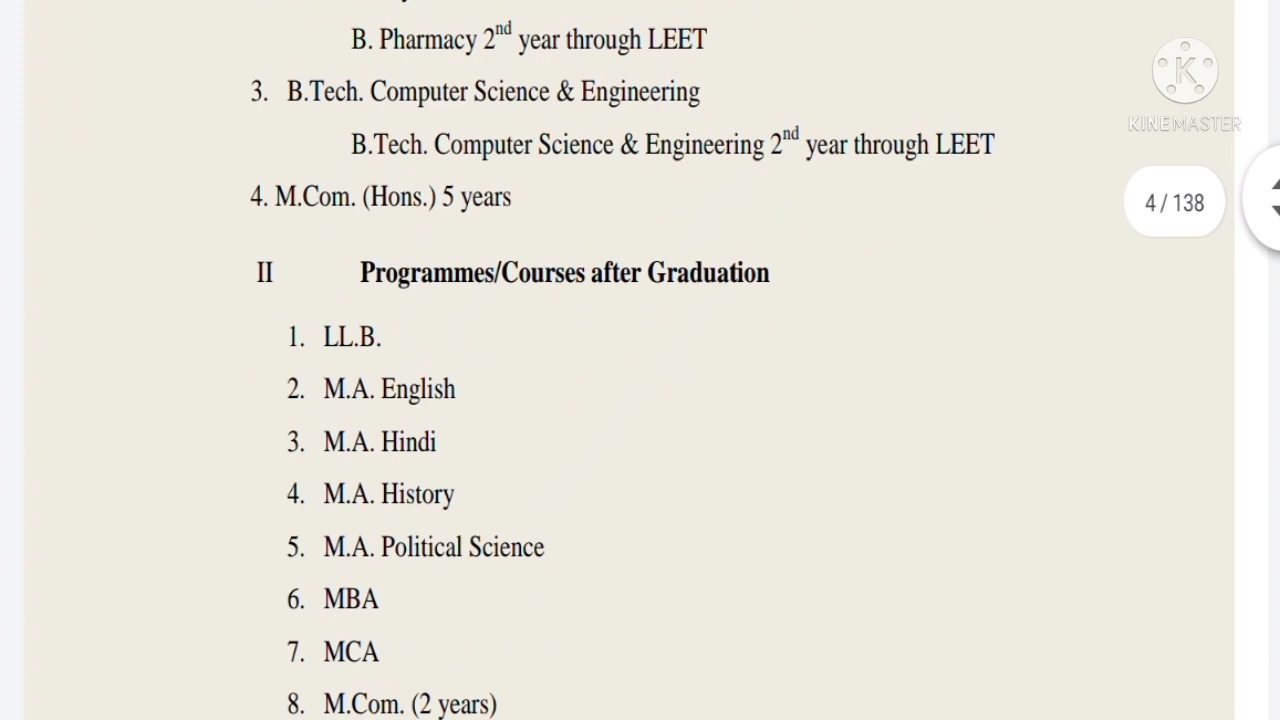 B. Pharmacy 2nd year through LEET
3. B.Tech. Computer Science & Engineering
B.Tech. Computer Science & Engineering 2nd year through LEET
4. M.Com. (Hons.) 5 years
II Programmes/Courses after Graduation
1. LL.B.
2. M.A. English
3. M.A. Hindi
4. M.A. History
5. M.A. Political Science
6. MBA
7. MCA
8. M.Com. (2 years)
K
KINEMASTER
4 / 138